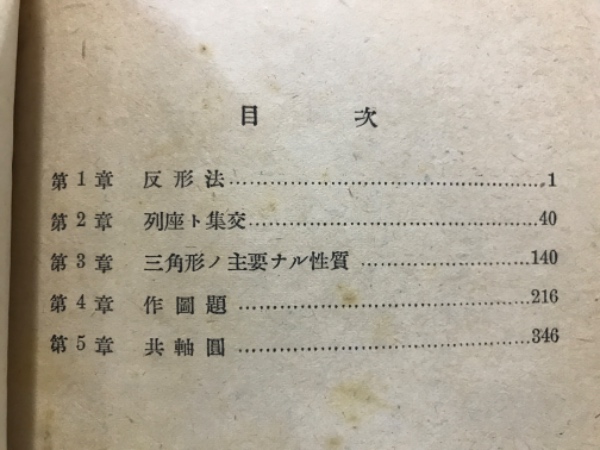 目 次
第1章 反形法 1
第2章 列座ト集交 40
第3章 三角形ノ主要ナル性質 140
第4章 作圖題 216
第5章 共軸圓 346